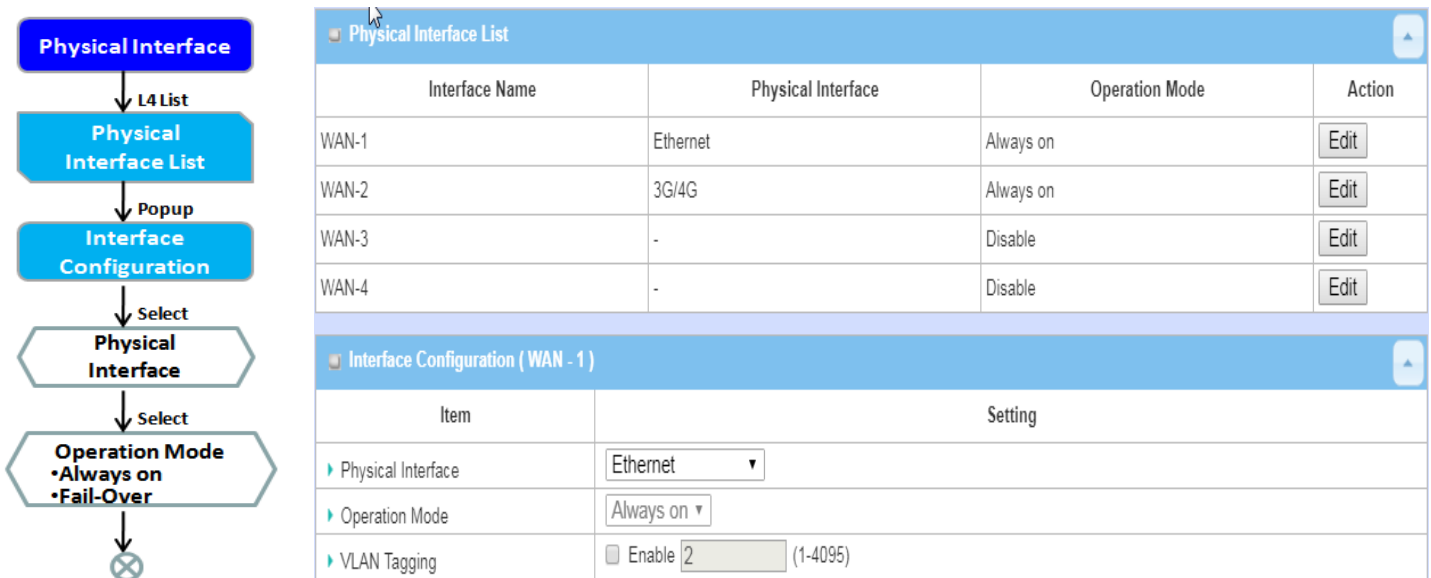 Physical Interface
L4 List
Physical
Interface List
Popup
Interface
Configuration
Select
Physical
Interface
Select
Operation Mode
•Always on
•Fail-Over
Physical Interface List
Interface Name Physical Interface Operation Mode Action
WAN-1 Ethernet Always on Edit
WAN-2 3G/4G Always on Edit
WAN-3 - Disable Edit
WAN-4 - Disable Edit
Interface Configuration ( WAN - 1 )
Item Setting
Physical Interface Ethernet
Operation Mode Always on
VLAN Tagging Enable 2 (1-4095)